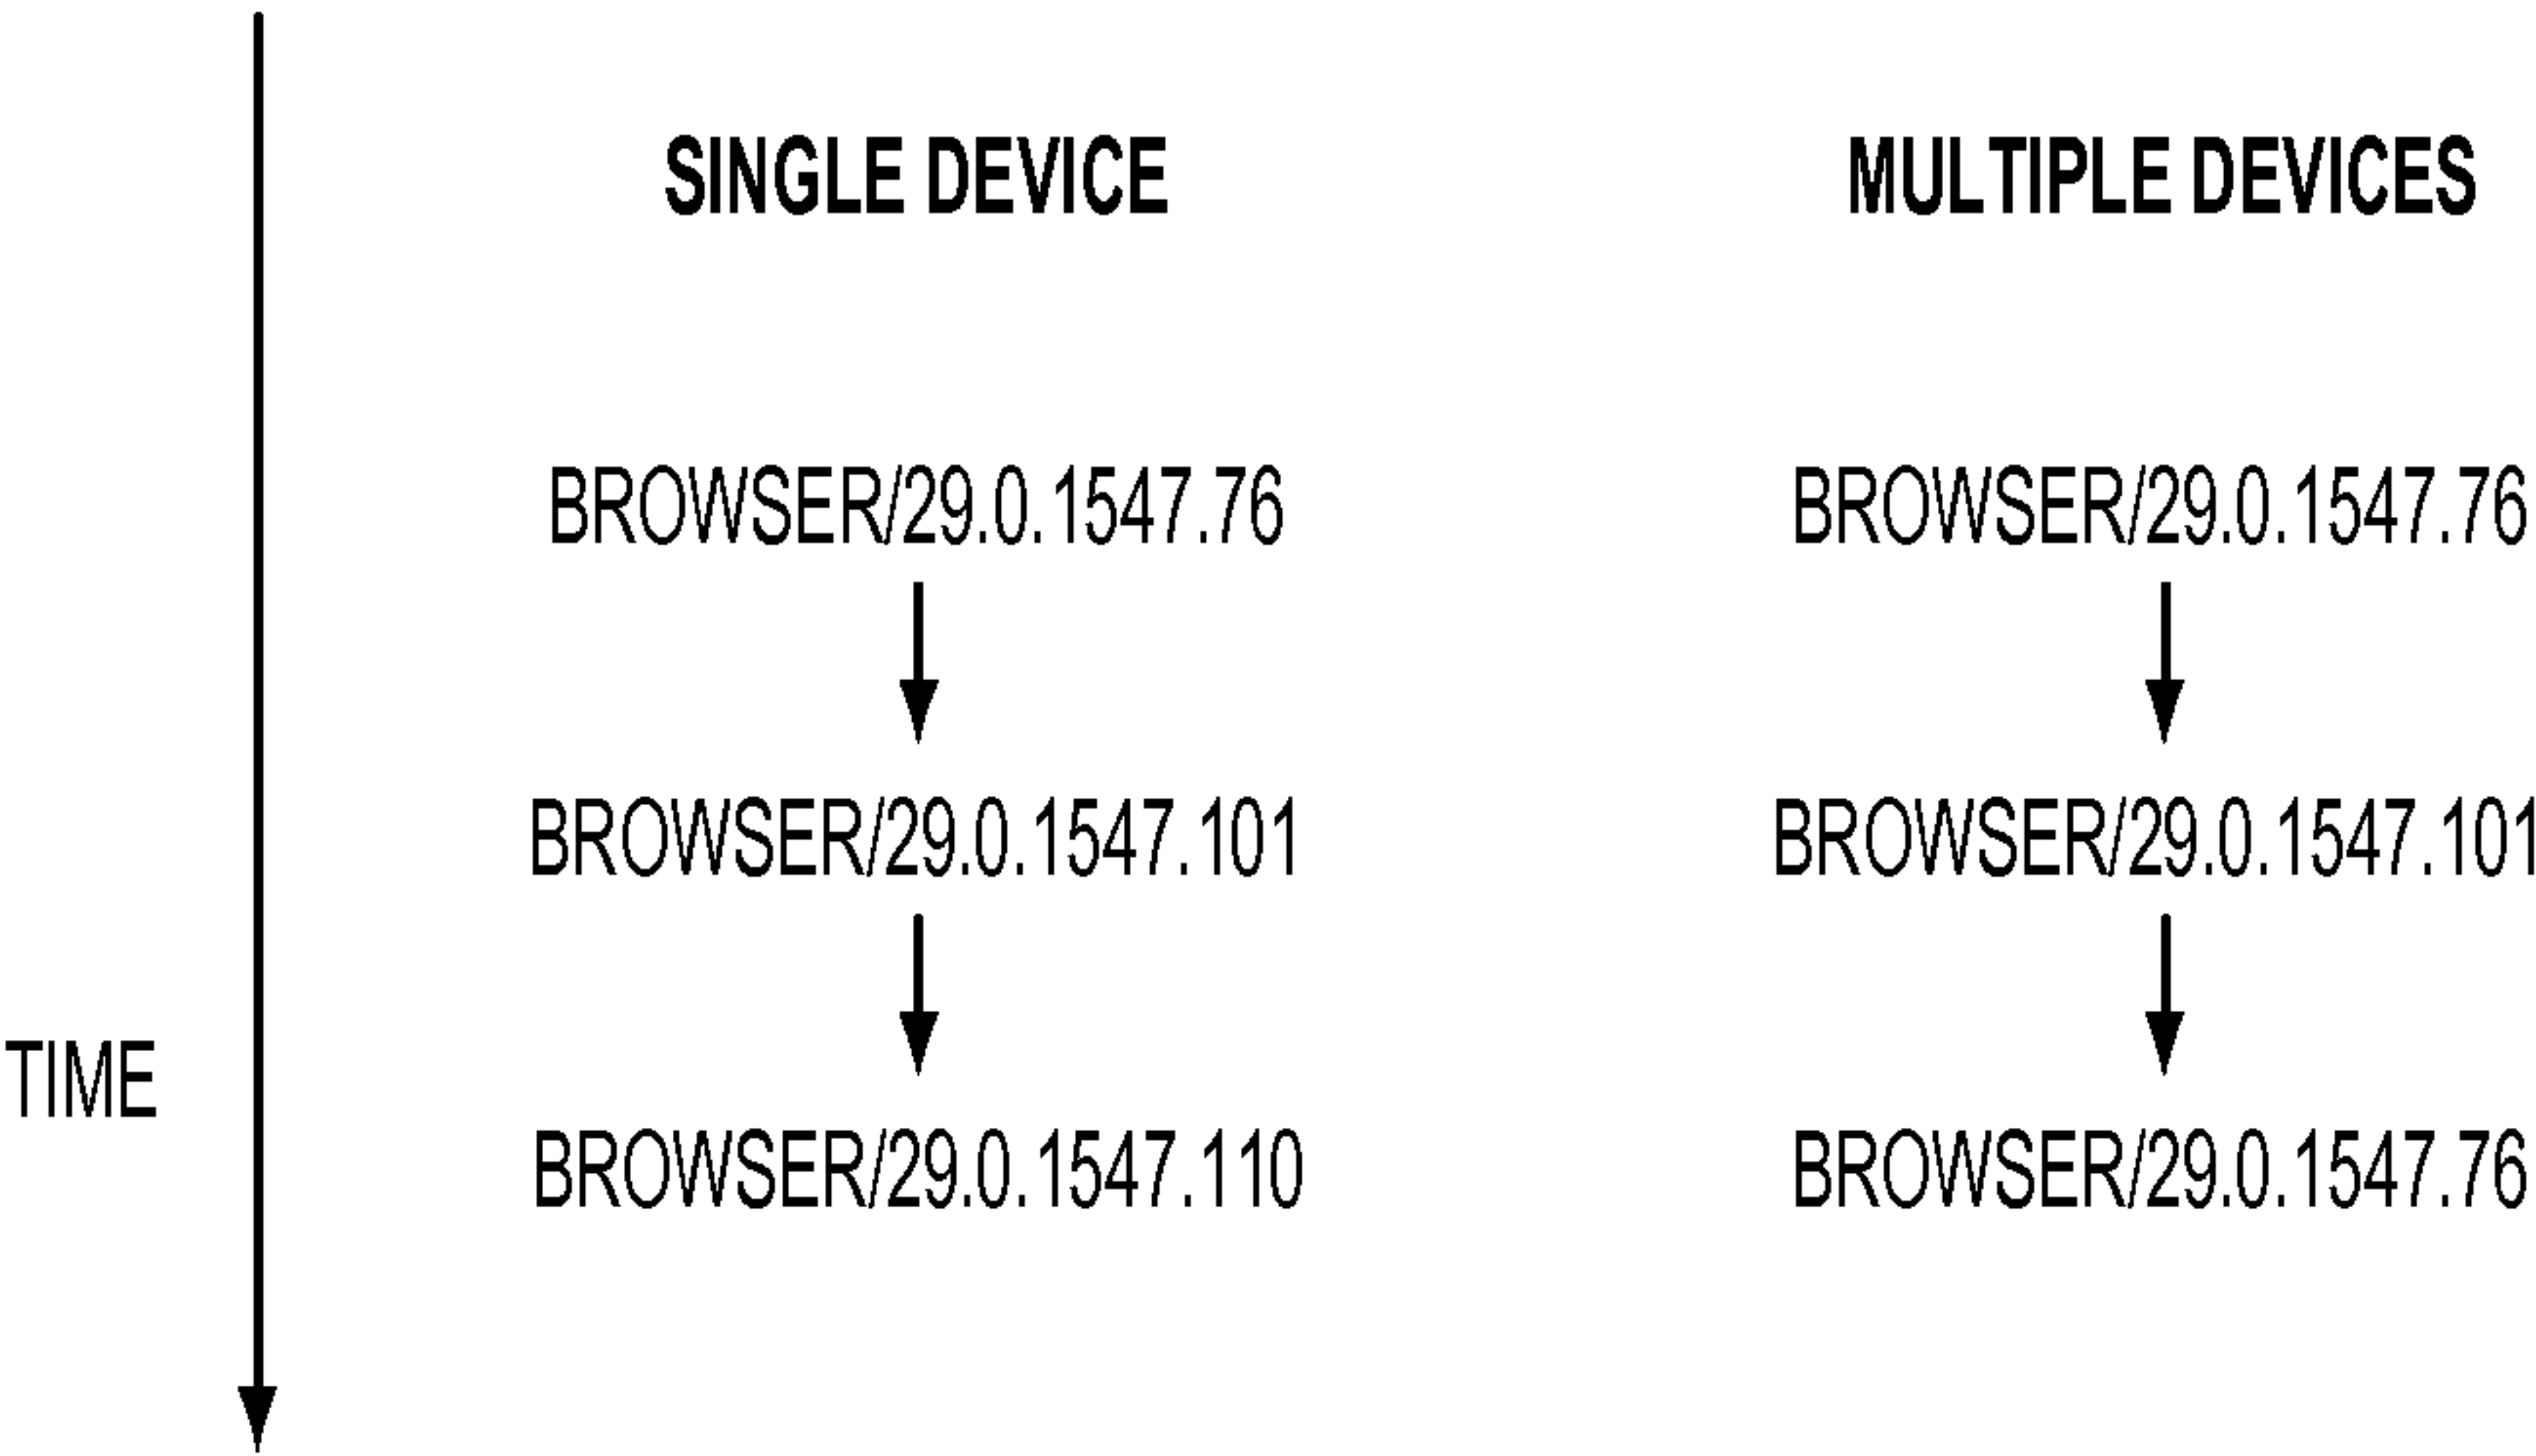 SINGLE DEVICE
MULTIPLE DEVICES
BROWSER/29.0.1547.76
BROWSER/29.0.1547.76
BROWSER/29.0.1547.101
BROWSER/29.0.1547.101
TIME
BROWSER/29.0.1547.110
BROWSER/29.0.1547.76